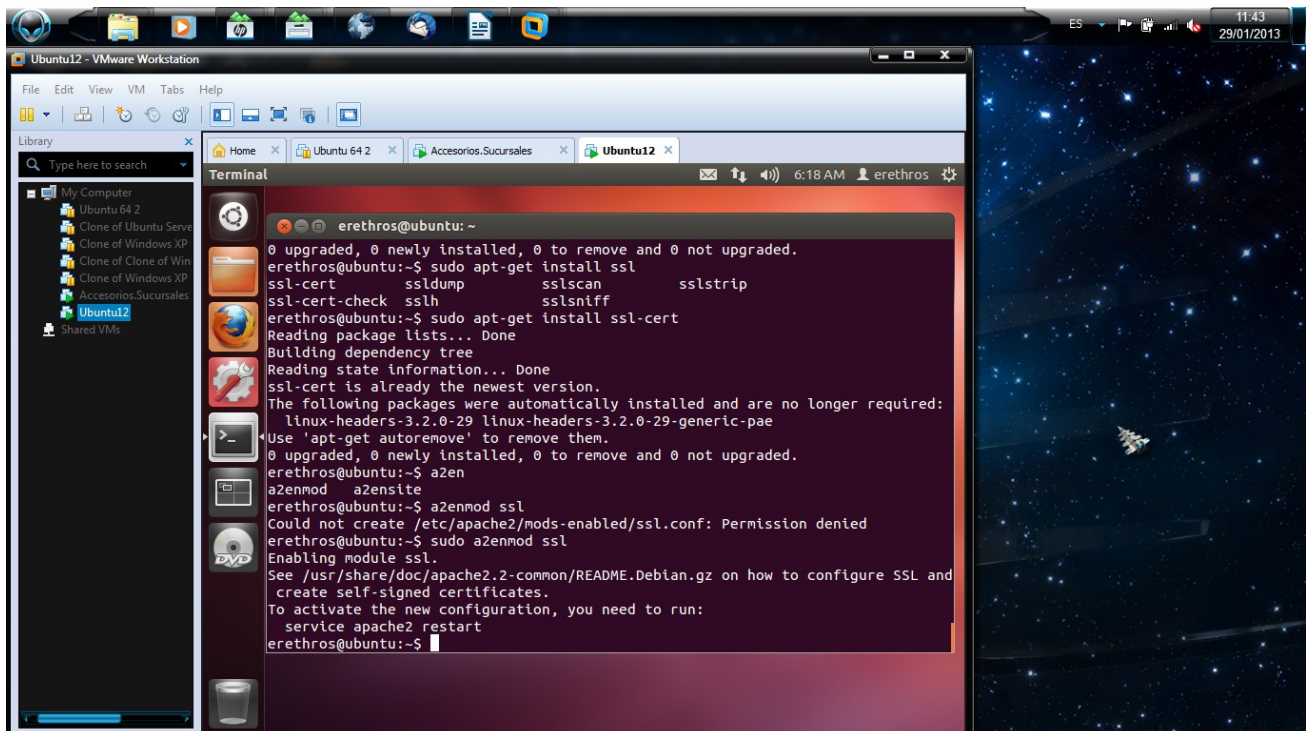 ES
11:43
29/01/2013
Ubuntu12 - VMware Workstation
File Edit View VM Tabs Help
Library
Type here to search
My Computer
Ubuntu 64 2
Clone of Ubuntu Serve
Clone of Windows XP
Clone of Clone of Win
Clone of Windows XP
Accesorios.Sucursales
Ubuntu12
Shared VMs
Home
Ubuntu 64 2
Accesorios.Sucursales
Ubuntu12
Terminal
6:18 AM erethros
erethros@ubuntu: ~
0 upgraded, 0 newly installed, 0 to remove and 0 not upgraded.
erethros@ubuntu:~$ sudo apt-get install ssl
ssl-cert ssldump sslscan sslstrip
ssl-cert-check sslh sslsniff
erethros@ubuntu:~$ sudo apt-get install ssl-cert
Reading package lists... Done
Building dependency tree
Reading state information... Done
ssl-cert is already the newest version.
The following packages were automatically installed and are no longer required:
linux-headers-3.2.0-29 linux-headers-3.2.0-29-generic-pae
Use 'apt-get autoremove' to remove them.
0 upgraded, 0 newly installed, 0 to remove and 0 not upgraded.
erethros@ubuntu:~$ a2en
a2enmod a2ensite
erethros@ubuntu:~$ a2enmod ssl
Could not create /etc/apache2/mods-enabled/ssl.conf: Permission denied
erethros@ubuntu:~$ sudo a2enmod ssl
Enabling module ssl.
See /usr/share/doc/apache2.2-common/README.Debian.gz on how to configure SSL and
create self-signed certificates.
To activate the new configuration, you need to run:
service apache2 restart
erethros@ubuntu:~$
DVD